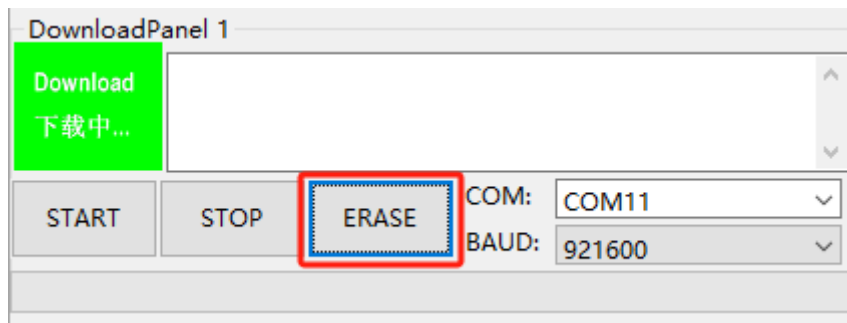 DownloadPanel 1
Download
下载中...
START
STOP
ERASE
COM:
COM11
BAUD:
921600